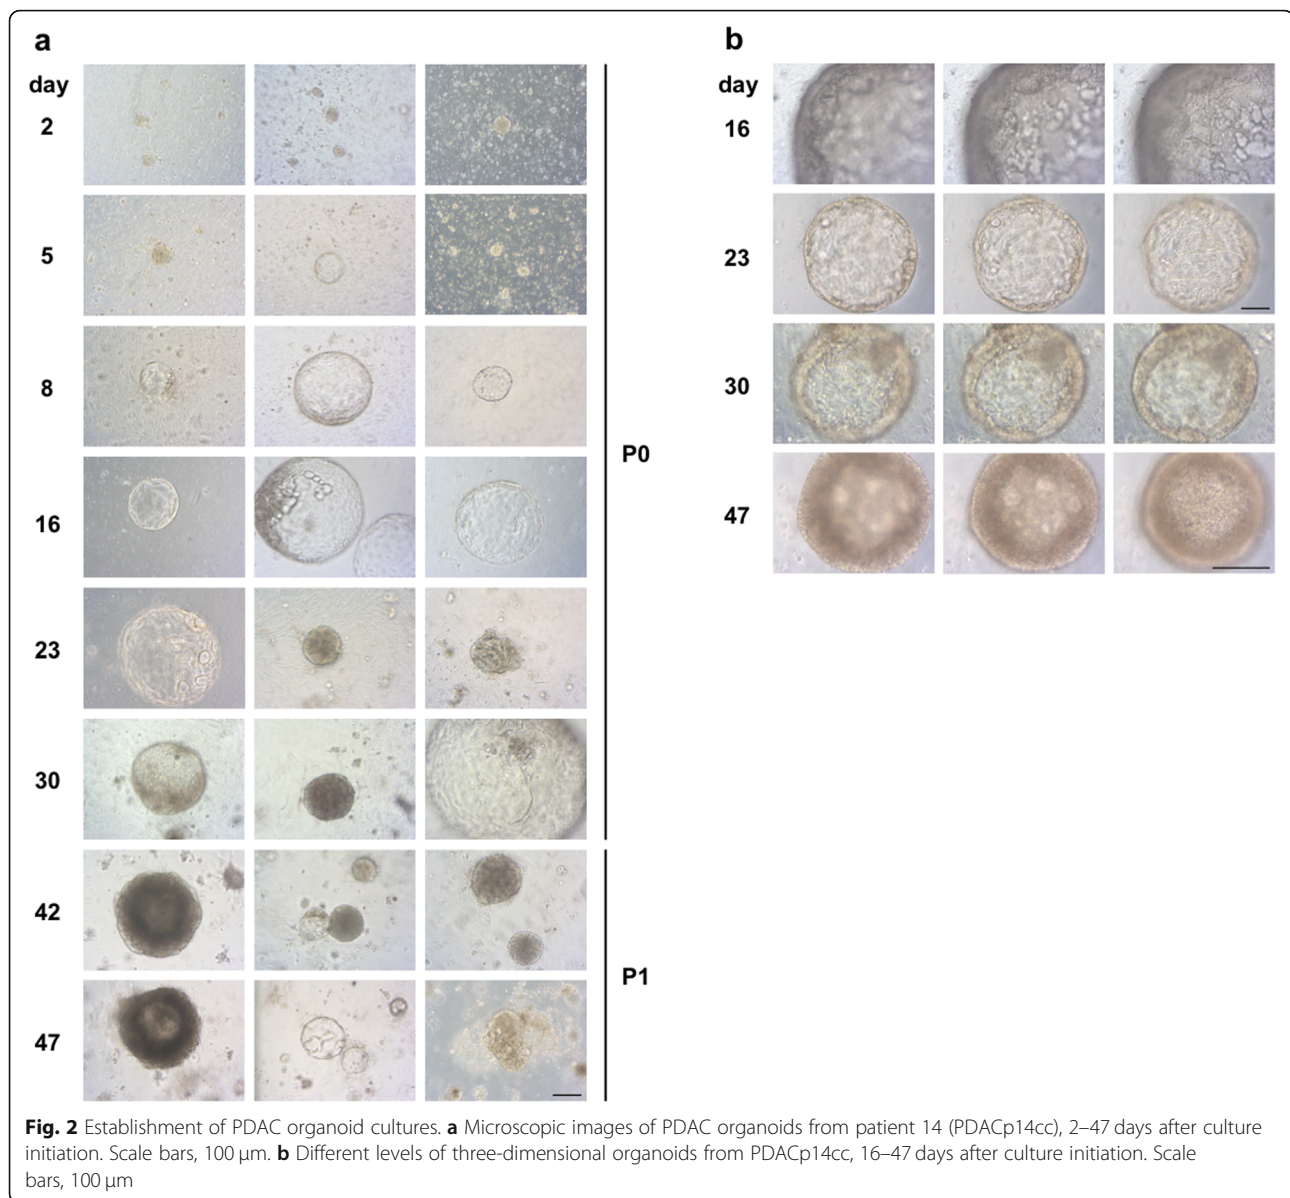 a
b
day
2
5
8
16
23
30
42
47
P0
P1
day
16
23
30
47
Fig. 2 Establishment of PDAC organoid cultures. a Microscopic images of PDAC organoids from patient 14 (PDACp14cc), 2–47 days after culture
initiation. Scale bars, 100 μm. b Different levels of three-dimensional organoids from PDACp14cc, 16–47 days after culture initiation. Scale
bars, 100 μm